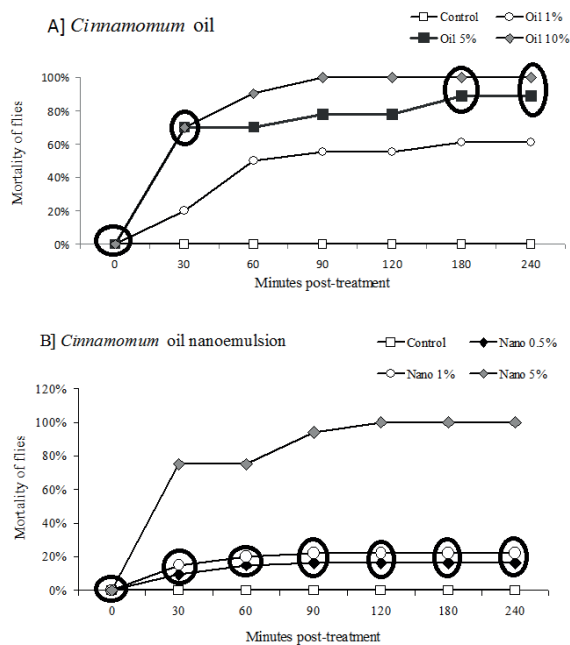 A] Cinnamomum oil
Control Oil 1%
Oil 5% Oil 10%
Mortality of flies
100%
80%
60%
40%
20%
0%
0 30 60 90 120 180 240
Minutes post-treatment
B] Cinnamomum oil nanoemulsion
Control Nano 0.5%
Nano 1% Nano 5%
Mortality of flies
120%
100%
80%
60%
40%
20%
0%
0 30 60 90 120 180 240
Minutes post-treatment